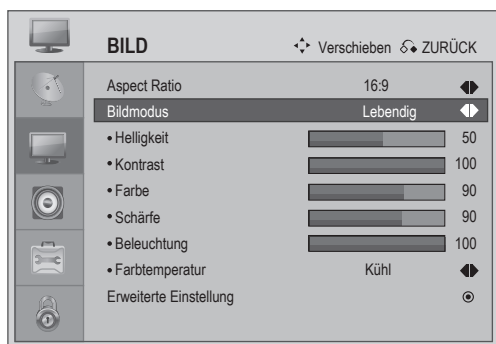 BILD Verschieben ZURÜCK
Aspect Ratio 16:9
Bildmodus Lebendig
• Helligkeit 50
• Kontrast 100
• Farbe 90
• Schärfe 90
• Beleuchtung 100
• Farbtemperatur Kühl
Erweiterte Einstellung